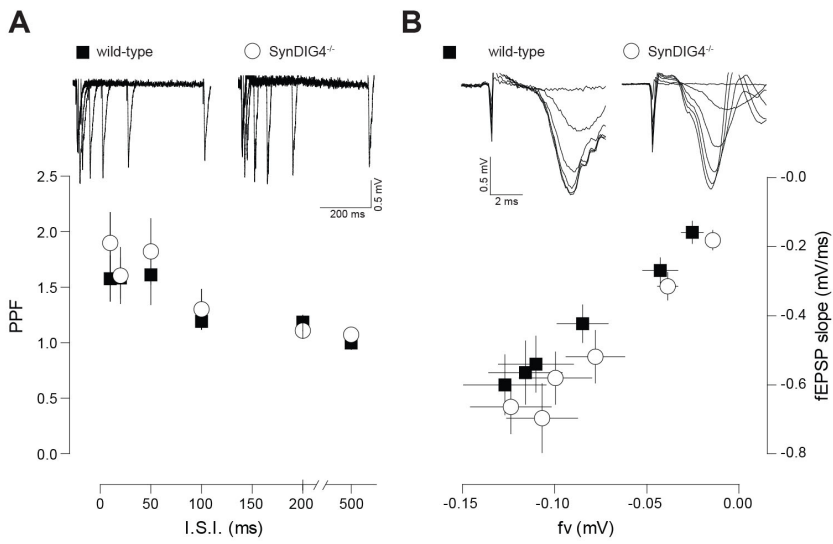 A
wild-type
SynDIG4-/-
0.5 mV
200 ms
2.5
2.0
1.5
1.0
0.5
0.0
PPF
0 50 100 150 200 500
I.S.I. (ms)
B
wild-type
SynDIG4-/-
0.5 mV
2 ms
-0.0
-0.2
-0.4
-0.6
-0.8
fEPSP slope (mV/ms)
-0.15 -0.10 -0.05 0.00
fv (mV)